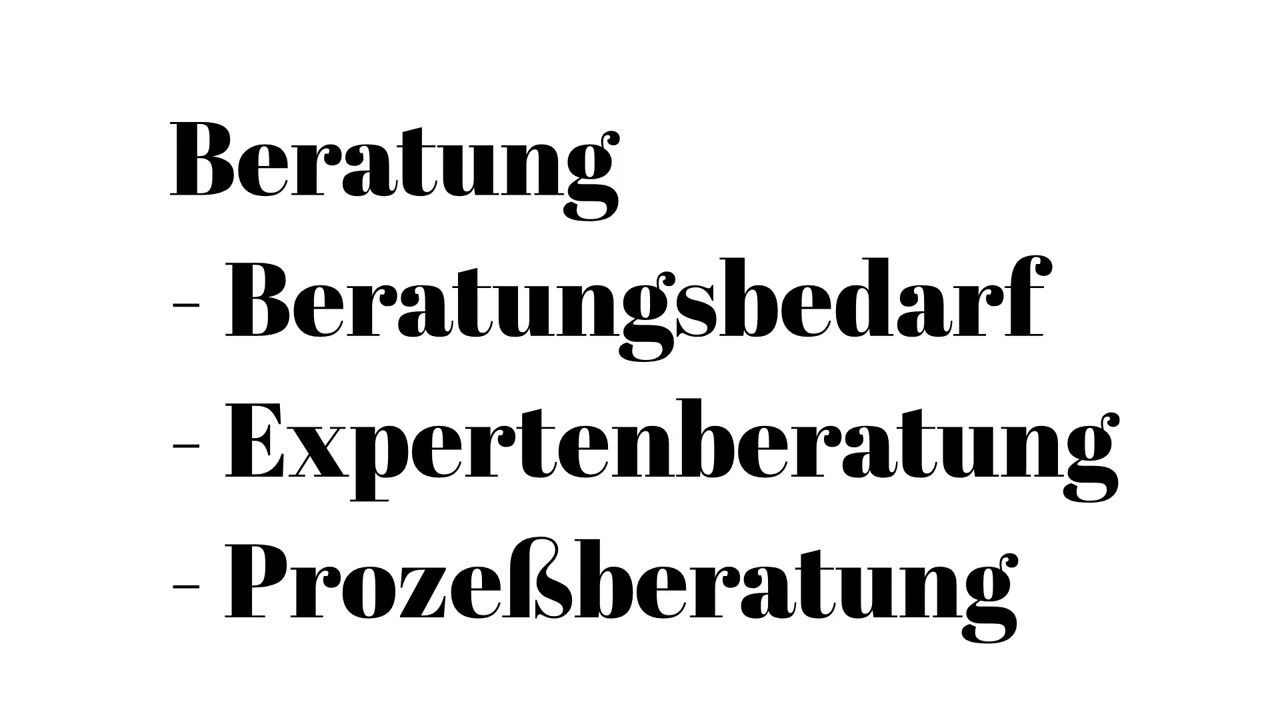 Beratung
- Beratungsbedarf
- Expertenberatung
- Prozeßberatung